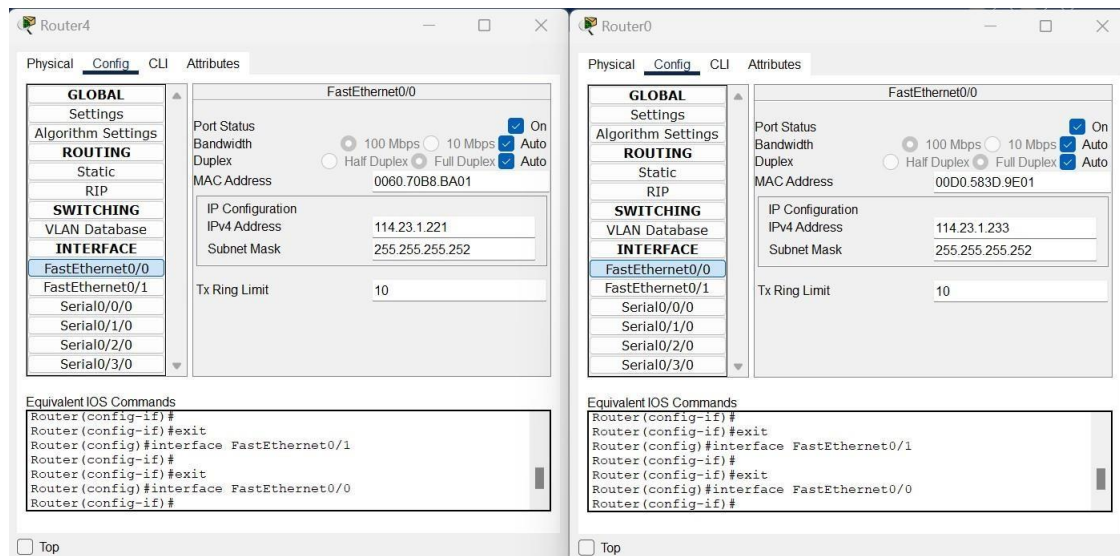 Router4
Physical Config CLI Attributes
GLOBAL
Settings
Algorithm Settings
ROUTING
Static
RIP
SWITCHING
VLAN Database
INTERFACE
FastEthernet0/0
FastEthernet0/1
Serial0/0/0
Serial0/1/0
Serial0/2/0
Serial0/3/0
FastEthernet0/0
Port Status On
Bandwidth 100 Mbps 10 Mbps Auto
Duplex Half Duplex Full Duplex Auto
MAC Address 0060.70B8.BA01
IP Configuration
IPv4 Address 114.23.1.221
Subnet Mask 255.255.255.252
Tx Ring Limit 10
Equivalent IOS Commands
Router(config-if)#
Router(config-if)#exit
Router(config)#interface FastEthernet0/1
Router(config-if)#
Router(config-if)#exit
Router(config)#interface FastEthernet0/0
Router(config-if)#
Top
Router0
Physical Config CLI Attributes
GLOBAL
Settings
Algorithm Settings
ROUTING
Static
RIP
SWITCHING
VLAN Database
INTERFACE
FastEthernet0/0
FastEthernet0/1
Serial0/0/0
Serial0/1/0
Serial0/2/0
Serial0/3/0
FastEthernet0/0
Port Status On
Bandwidth 100 Mbps 10 Mbps Auto
Duplex Half Duplex Full Duplex Auto
MAC Address 00D0.583D.9E01
IP Configuration
IPv4 Address 114.23.1.233
Subnet Mask 255.255.255.252
Tx Ring Limit 10
Equivalent IOS Commands
Router(config-if)#
Router(config-if)#exit
Router(config)#interface FastEthernet0/1
Router(config-if)#
Router(config-if)#exit
Router(config)#interface FastEthernet0/0
Router(config-if)#
Top